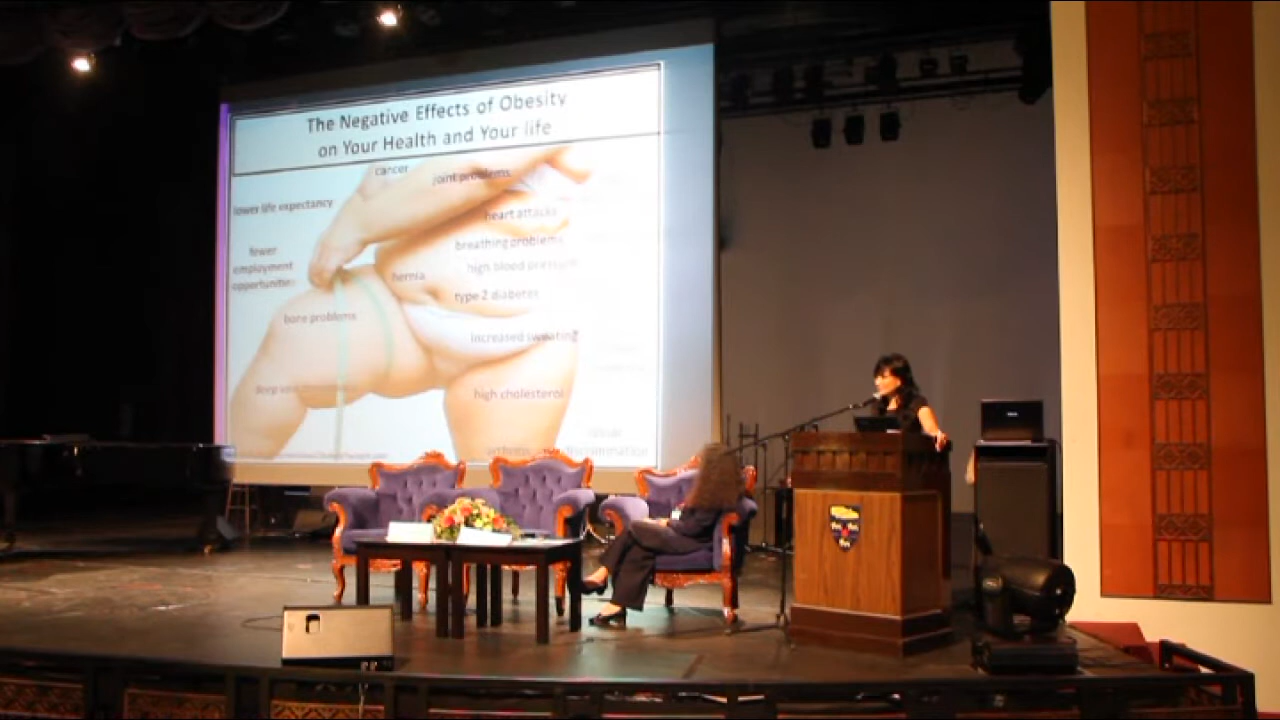 The Negative Effects of Obesity
on Your Health and Your life
cancer
joint problems
lower life expectancy
heart attacks
fewer
employment
opportunities
breathing problems
high blood pressure
hernia
type 2 diabetes
bone problems
Increased sweating
high cholesterol